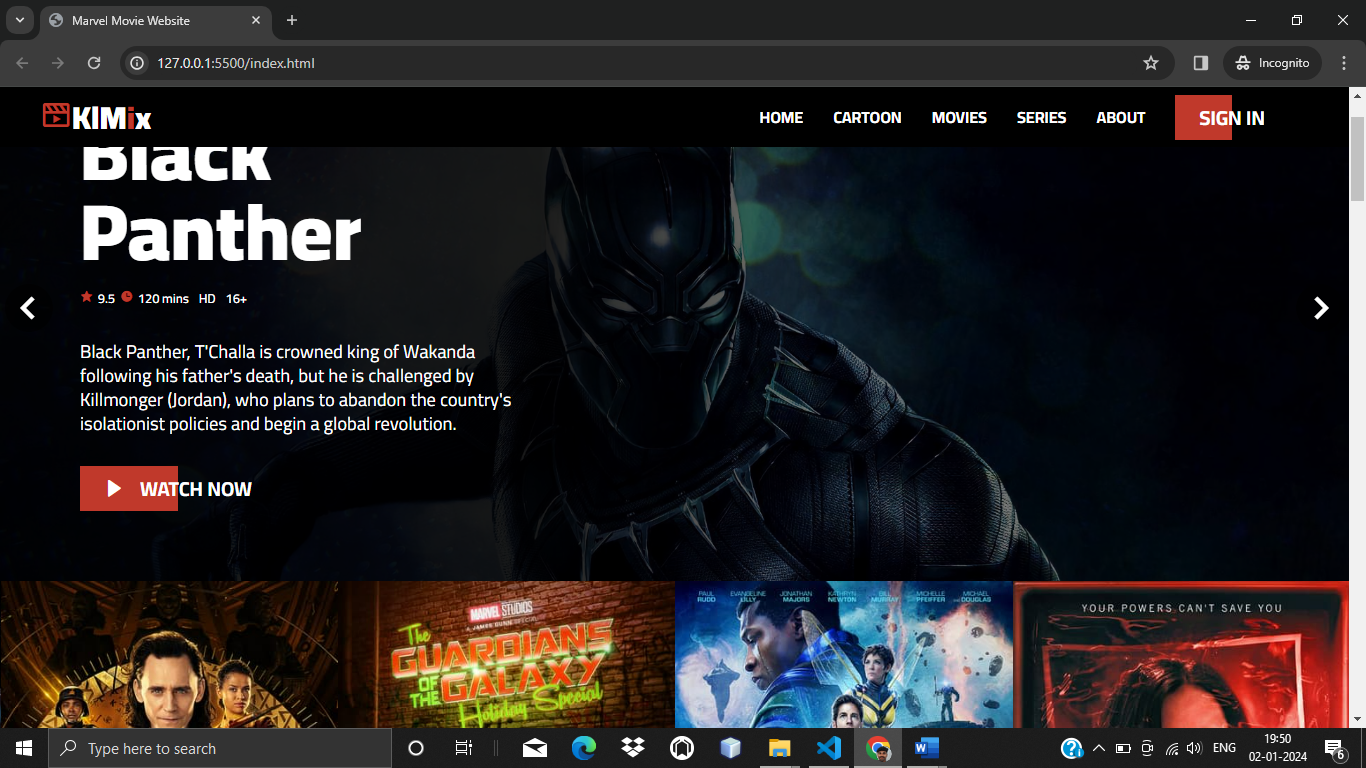 Marvel Movie Website
127.0.0.1:5500/index.html
Incognito
KIMix
HOME
CARTOON
MOVIES
SERIES
ABOUT
SIGN IN
Black
Panther
9.5 120 mins HD 16+
Black Panther, T'Challa is crowned king of Wakanda
following his father's death, but he is challenged by
Killmonger (Jordan), who plans to abandon the country's
isolationist policies and begin a global revolution.
WATCH NOW
MARVEL STUDIOS
A JAMES GUNN SPECIAL
The
GUARDIANS
OF THE
GALAXY
Holiday Special
PAUL RUDD
EVANGELINE LILLY
JONATHAN MAJORS
KATHRYN NEWTON
BILL MURRAY
MICHELLE PFEIFFER
MICHAEL DOUGLAS
YOUR POWERS CAN'T SAVE YOU
Type here to search
ENG
19:50
02-01-2024
6